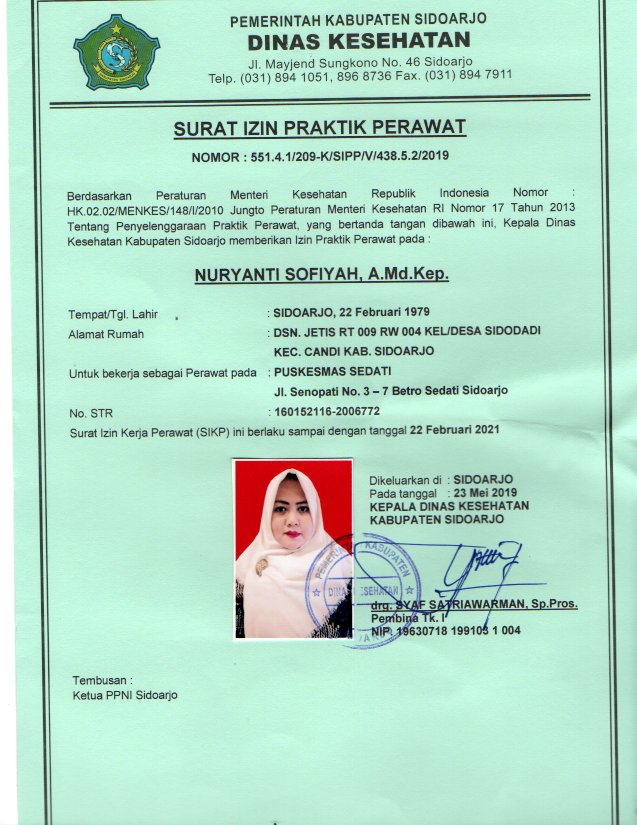 PEMERINTAH KABUPATEN SIDOARJO
DINAS KESEHATAN
Jl. Mayjend Sungkono No. 46 Sidoarjo
Telp. (031) 894 1051, 896 8736 Fax. (031) 894 7911
SURAT IZIN PRAKTIK PERAWAT
NOMOR : 551.4.1/209-K/SIPP/V/438.5.2/2019
Berdasarkan Peraturan Menteri Kesehatan Republik Indonesia Nomor :
HK.02.02/MENKES/148/I/2010 Jungto Peraturan Menteri Kesehatan RI Nomor 17 Tahun 2013
Tentang Penyelenggaraan Praktik Perawat, yang bertanda tangan dibawah ini, Kepala Dinas
Kesehatan Kabupaten Sidoarjo memberikan Izin Praktik Perawat pada :
NURYANTI SOFIYAH, A.Md.Kep.
Tempat/Tgl. Lahir : SIDOARJO, 22 Februari 1979
Alamat Rumah : DSN. JETIS RT 009 RW 004 KEL/DESA SIDODADI
KEC. CANDI KAB. SIDOARJO
Untuk bekerja sebagai Perawat pada : PUSKESMAS SEDATI
Jl. Senopati No. 3 – 7 Betro Sedati Sidoarjo
No. STR : 160152116-2006772
Surat Izin Kerja Perawat (SIKP) ini berlaku sampai dengan tanggal 22 Februari 2021
Dikeluarkan di : SIDOARJO
Pada tanggal : 23 Mei 2019
KEPALA DINAS KESEHATAN
KABUPATEN SIDOARJO
KABUPATEN
DINAS KESEHATAN
drg. SYAF SATRIAWARMAN, Sp.Pros.
Pembina Tk. I
NIP. 19630718 199103 1 004
Tembusan :
Ketua PPNI Sidoarjo